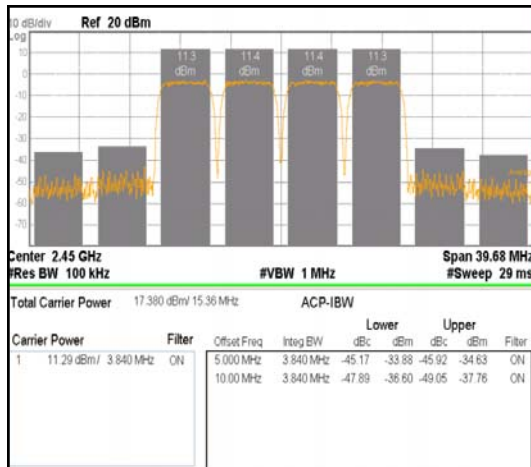 10 dB/div Ref 20 dBm
Log
10
0
-10
-20
-30
-40
-50
-60
-70
11.3 dBm 11.4 dBm 11.4 dBm 11.3 dBm
Center 2.45 GHz Span 39.68 MHz
#Res BW 100 kHz #VBW 1 MHz #Sweep 29 ms
Total Carrier Power 17.380 dBm/ 15.36 MHz ACP-IBW
Lower Upper
Carrier Power Filter Offset Freq Integ BW dBc dBm dBc dBm Filter
1 11.29 dBm / 3.840 MHz ON 5.000 MHz 3.840 MHz -45.17 -33.88 -45.92 -34.63 ON
10.00 MHz 3.840 MHz -47.89 -36.60 -49.05 -37.76 ON